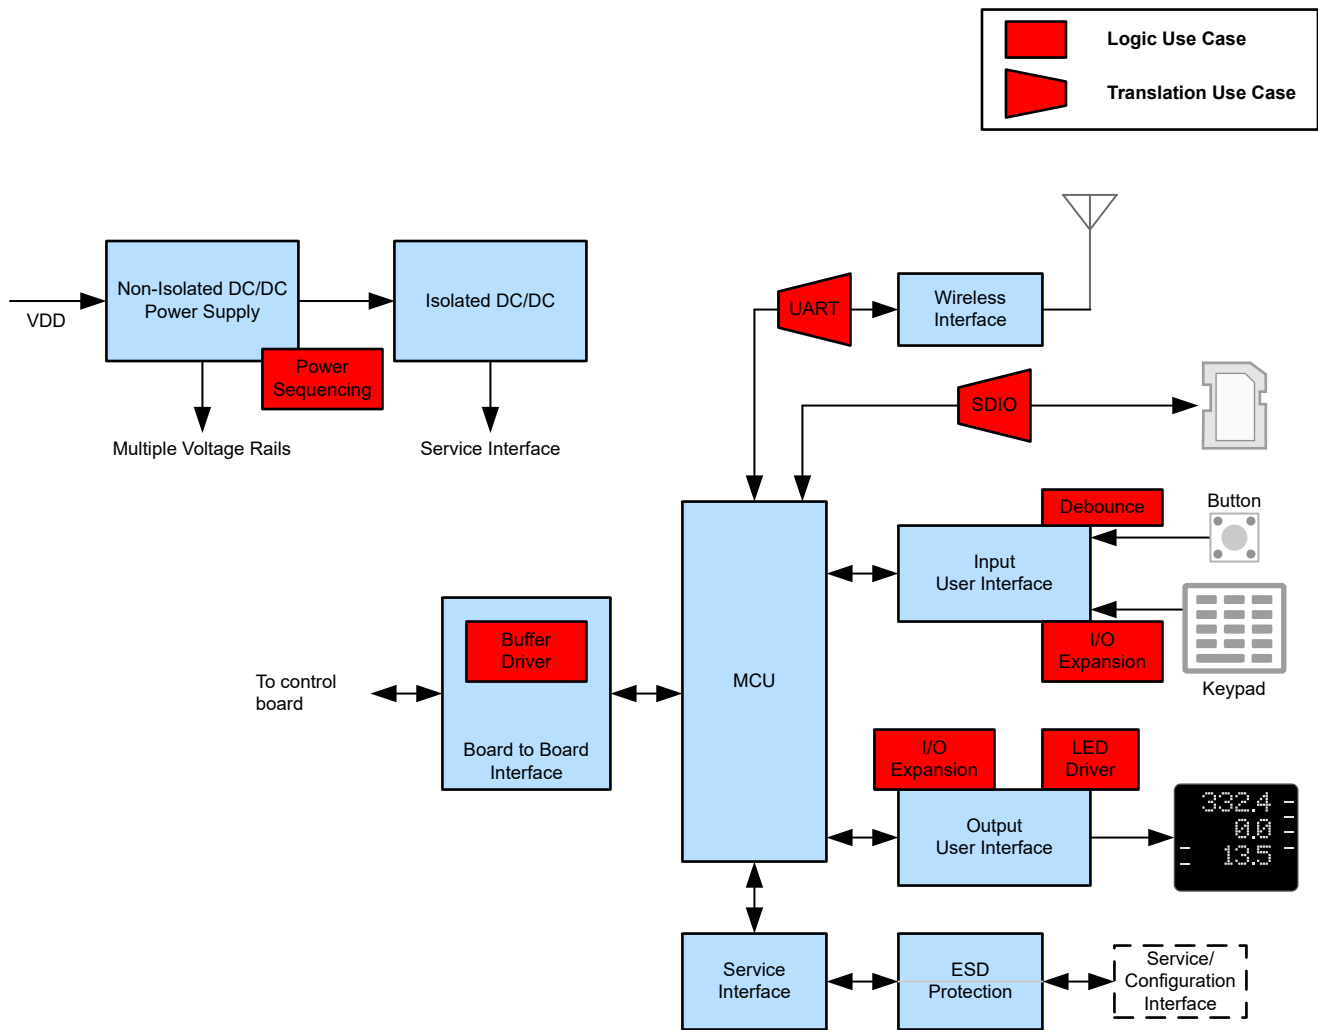 Logic Use Case
Translation Use Case
VDD
Non-Isolated DC/DC
Power Supply
Isolated DC/DC
Power
Sequencing
Multiple Voltage Rails
Service Interface
UART
Wireless
Interface
SDIO
Debounce
Button
Input
User Interface
I/O
Expansion
Keypad
MCU
Buffer
Driver
To control
board
Board to Board
Interface
I/O
Expansion
LED
Driver
Output
User Interface
332.4
0.0
13.5
Service
Interface
ESD
Protection
Service/
Configuration
Interface